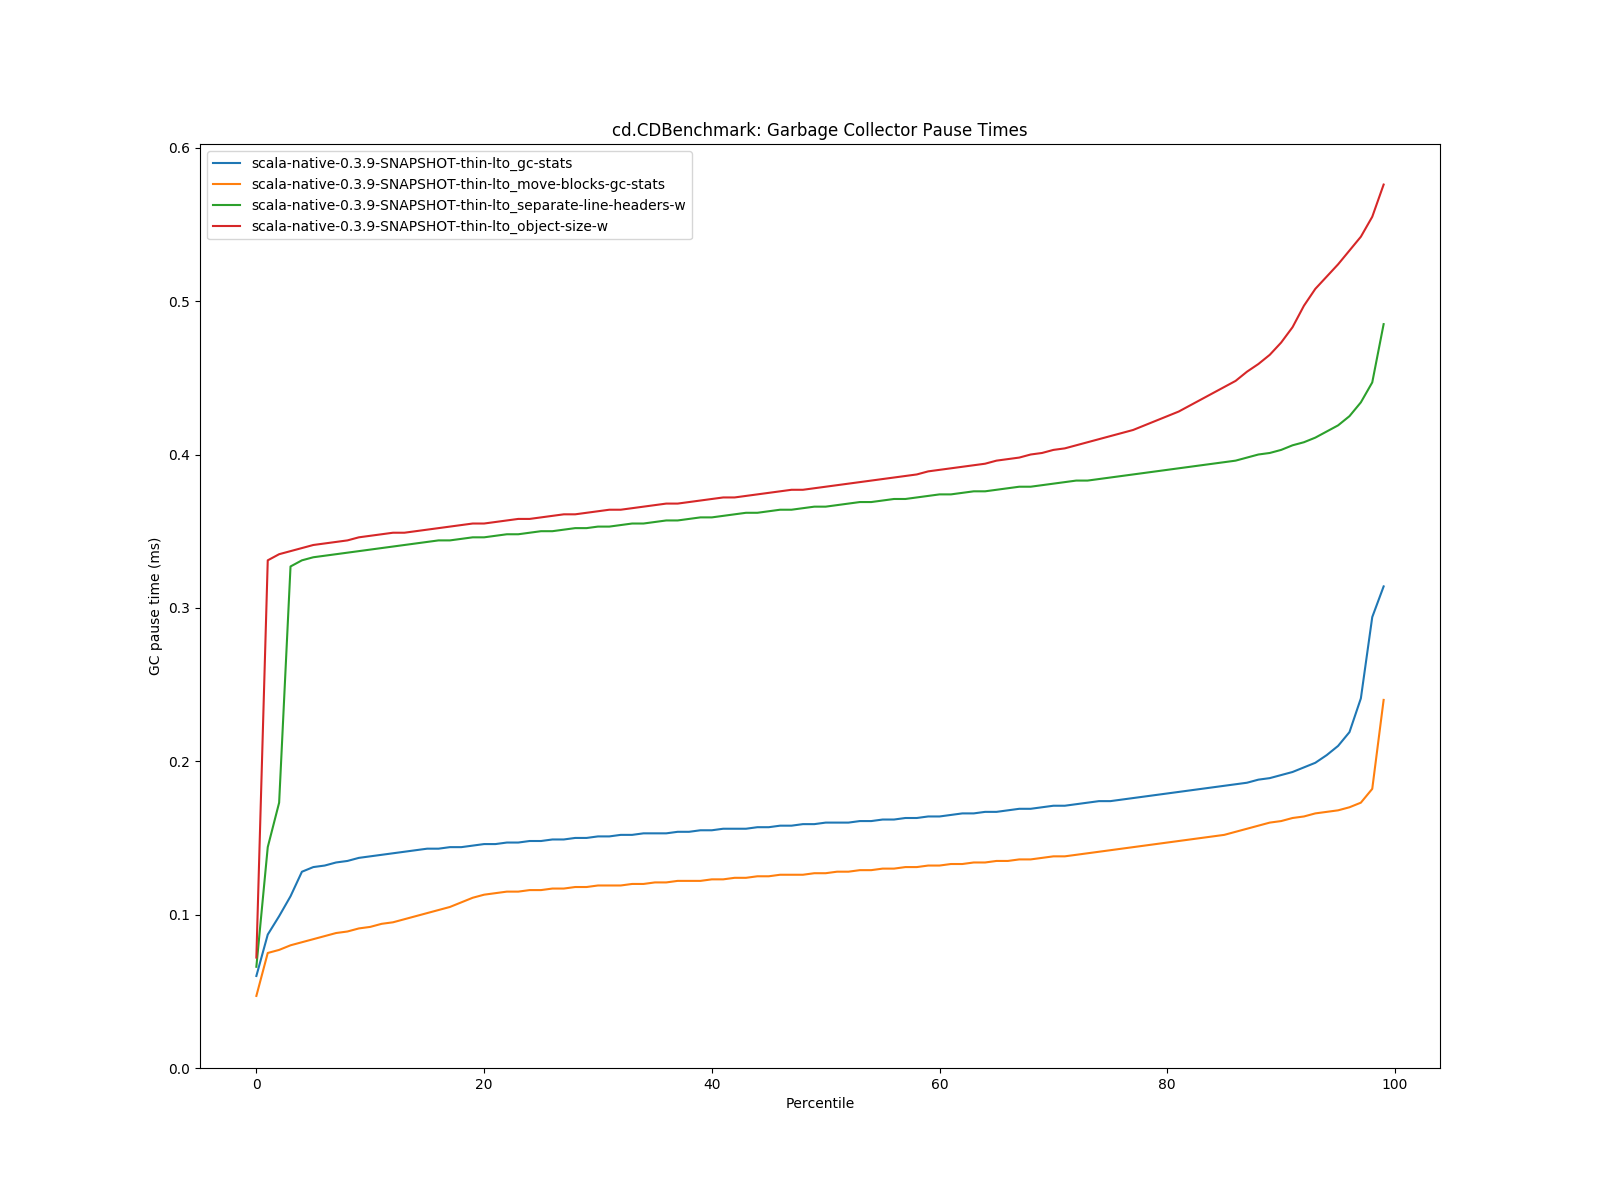 cd.CDBenchmark: Garbage Collector Pause Times
0.6
0.5
0.4
0.3
0.2
0.1
0.0
GC pause time (ms)
scala-native-0.3.9-SNAPSHOT-thin-lto_gc-stats
scala-native-0.3.9-SNAPSHOT-thin-lto_move-blocks-gc-stats
scala-native-0.3.9-SNAPSHOT-thin-lto_separate-line-headers-w
scala-native-0.3.9-SNAPSHOT-thin-lto_object-size-w
0 20 40 60 80 100
Percentile